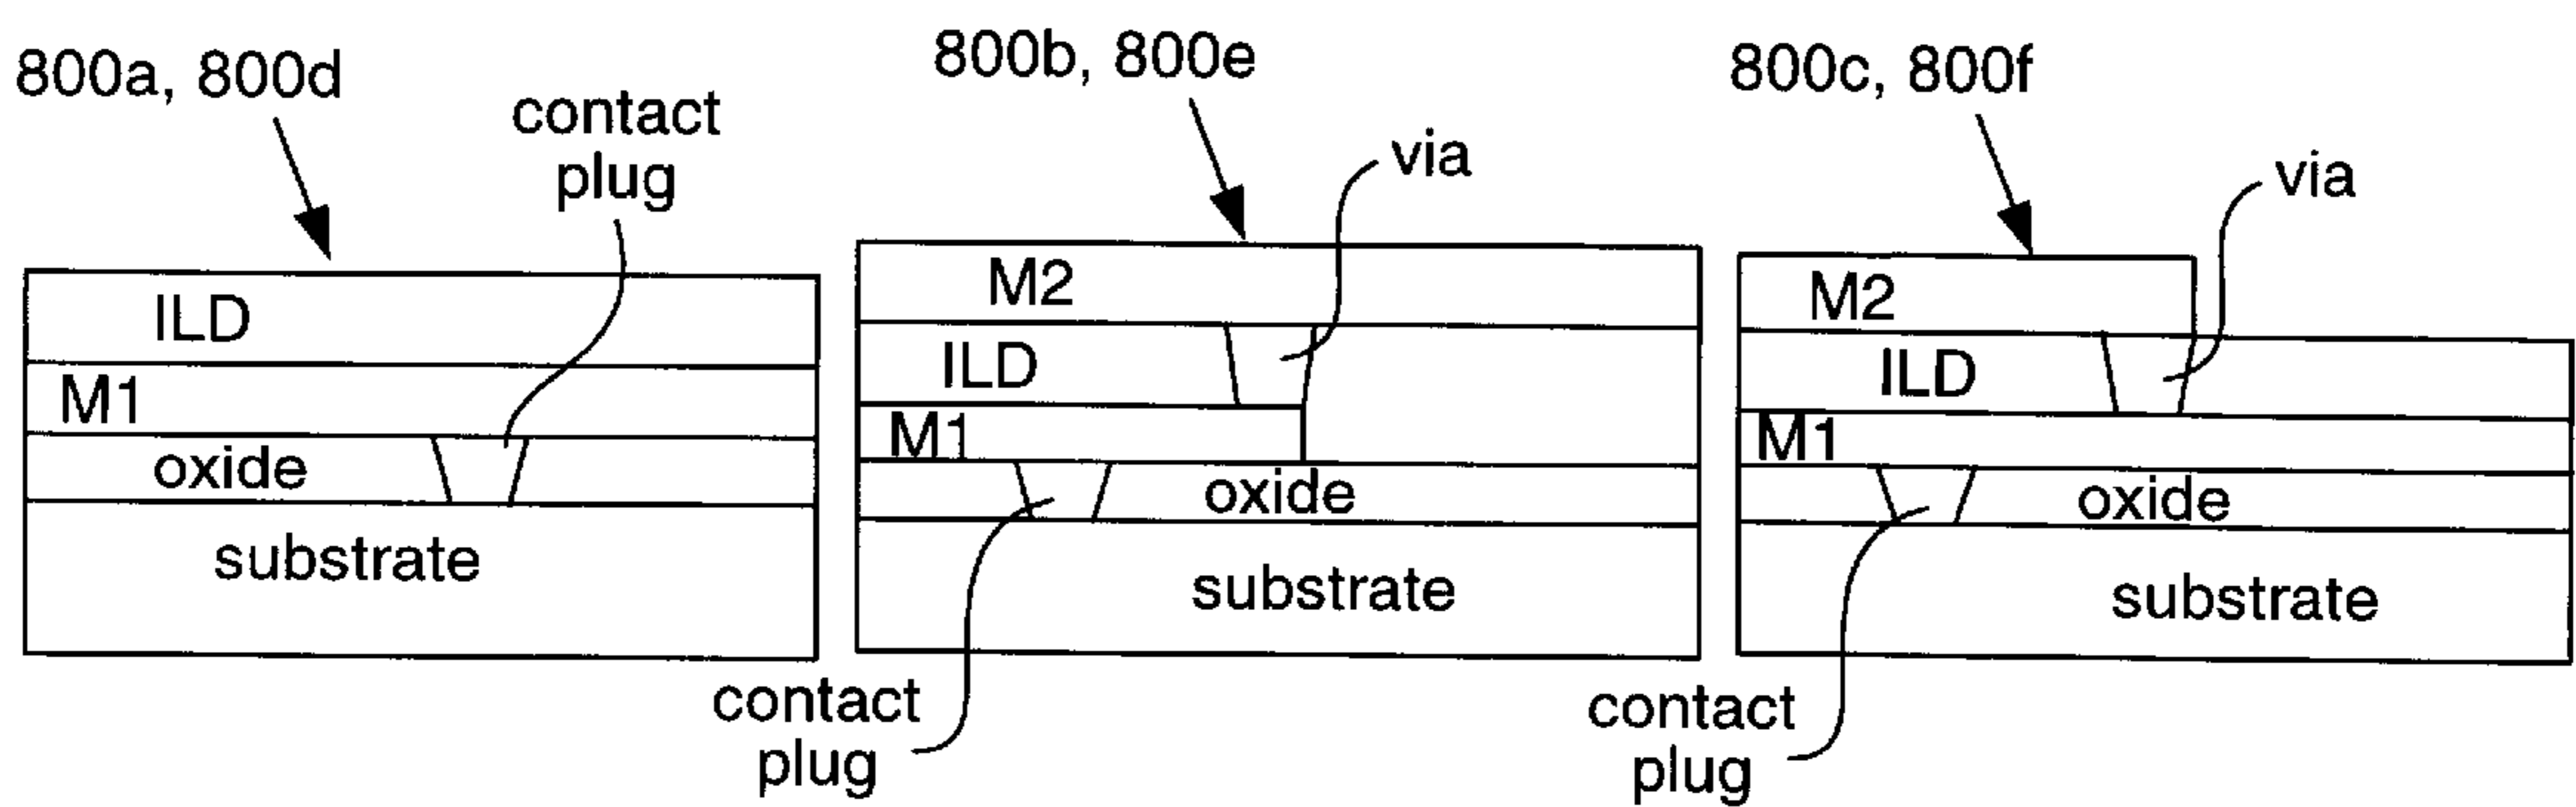 800a, 800d
contact
plug
ILD
M1
oxide
substrate
800b, 800e
via
M2
ILD
M1
oxide
substrate
contact
plug
800c, 800f
via
M2
ILD
M1
oxide
substrate
contact
plug